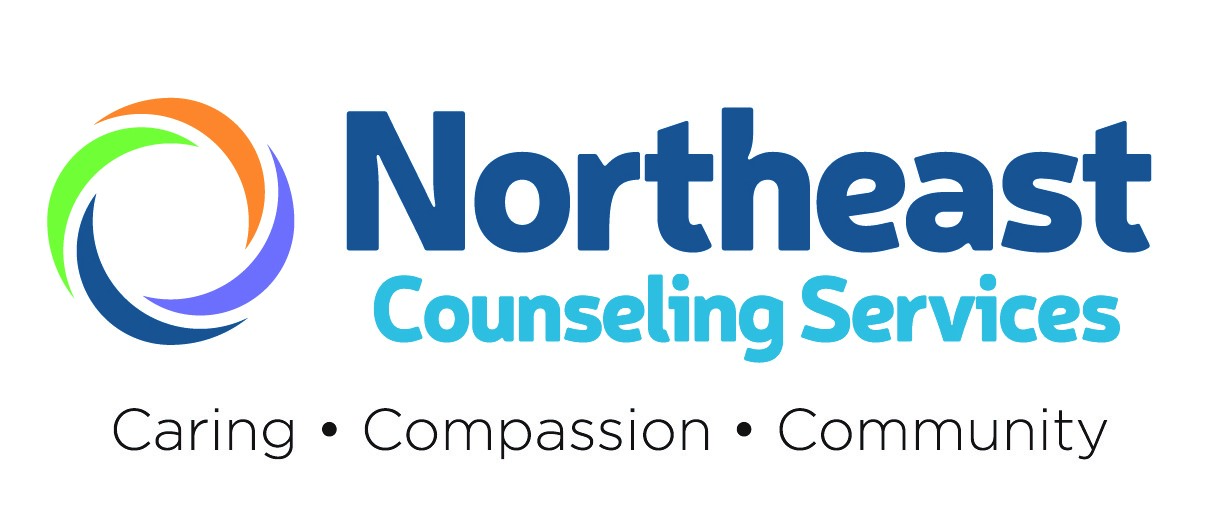 Northeast
Counseling Services
Caring • Compassion • Community